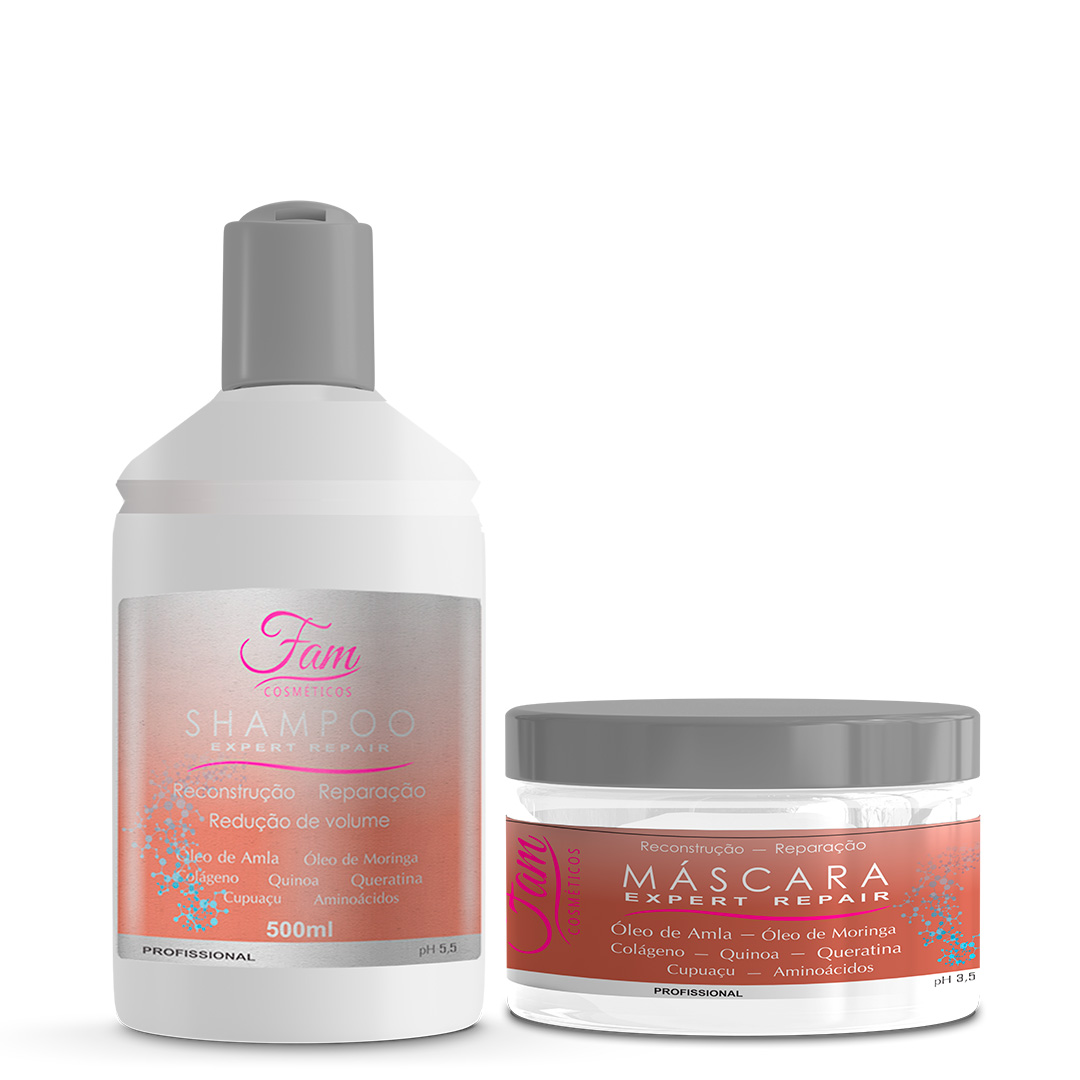 Fam
COSMÉTICOS
SHAMPOO
EXPERT REPAIR
Reconstrução Reparação
Redução de volume
Óleo de Amla Óleo de Moringa
Colágeno Quinoa Queratina
Cupuaçu Aminoácidos
500ml
PROFISSIONAL pH 5,5
Fam
COSMÉTICOS
Reconstrução — Reparação
MÁSCARA
EXPERT REPAIR
Óleo de Amla — Óleo de Moringa
Colágeno — Quinoa — Queratina
Cupuaçu — Aminoácidos
pH 3,5
PROFISSIONAL